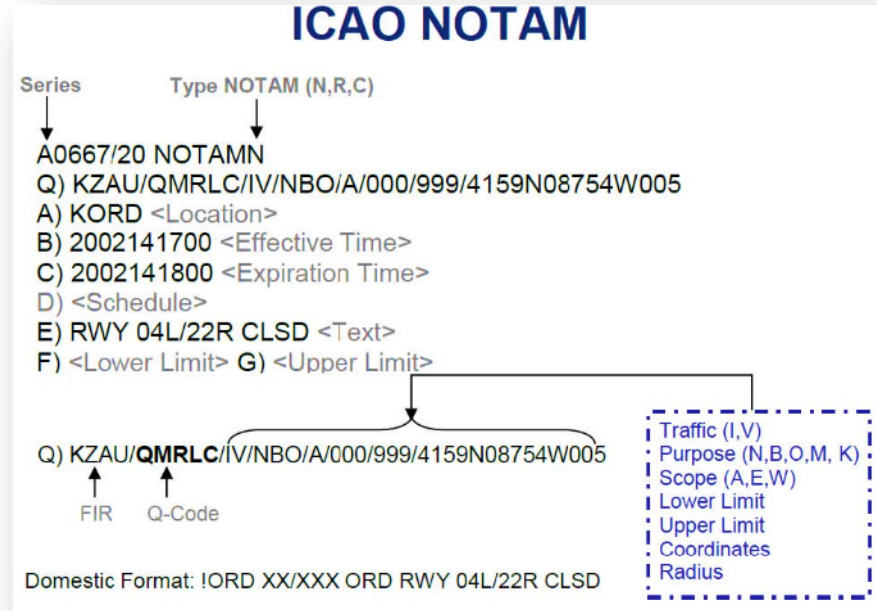 ICAO NOTAM
Series Type NOTAM (N,R,C)
A0667/20 NOTAMN
Q) KZAU/QMRLC/IV/NBO/A/000/999/4159N08754W005
A) KORD <Location>
B) 2002141700 <Effective Time>
C) 2002141800 <Expiration Time>
D) <Schedule>
E) RWY 04L/22R CLSD <Text>
F) <Lower Limit> G) <Upper Limit>
Q) KZAU/QMRLC/IV/NBO/A/000/999/4159N08754W005
FIR Q-Code
Traffic (I,V)
Purpose (N,B,O,M, K)
Scope (A,E,W)
Lower Limit
Upper Limit
Coordinates
Radius
Domestic Format: !ORD XX/XXX ORD RWY 04L/22R CLSD